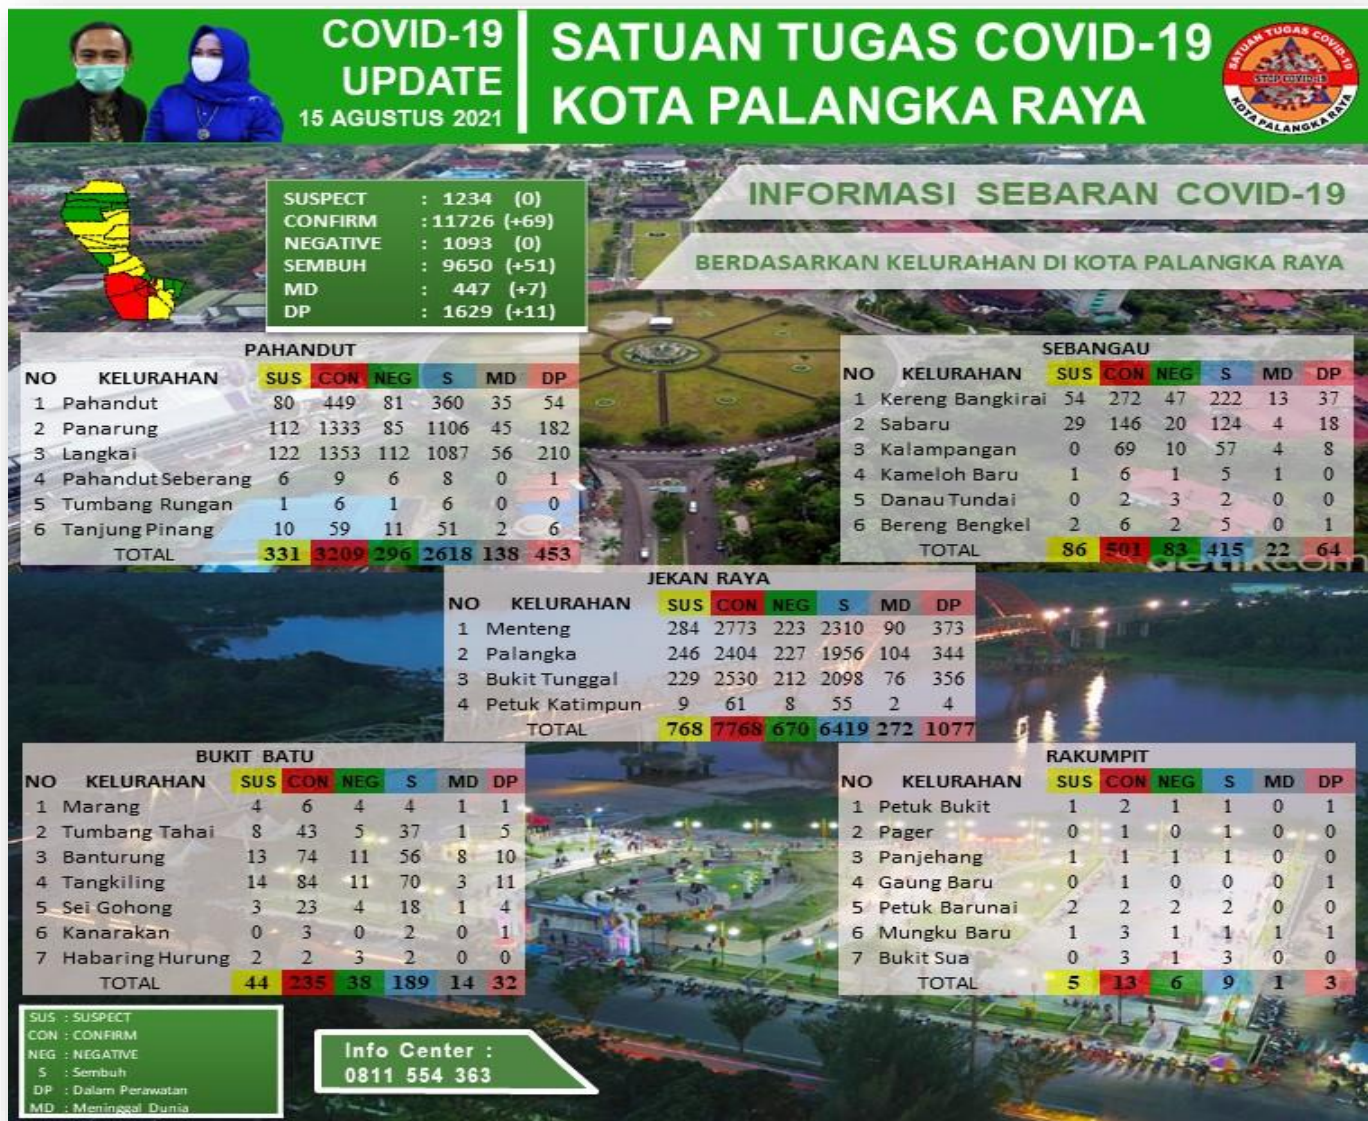 COVID-19
UPDATE
15 AGUSTUS 2021
SATUAN TUGAS COVID-19
KOTA PALANGKA RAYA
SATUAN TUGAS COVID-19
STOP COVID-19
KOTA PALANGKA RAYA
SUSPECT : 1234 (0)
CONFIRM :11726 (+69)
NEGATIVE : 1093 (0)
SEMBUH : 9650 (+51)
MD : 447 (+7)
DP : 1629 (+11)
INFORMASI SEBARAN COVID-19
BERDASARKAN KELURAHAN DI KOTA PALANGKA RAYA
PAHANDUT
NO KELURAHAN SUS CON NEG S MD DP
1 Pahandut 80 449 81 360 35 54
2 Panarung 112 1333 85 1106 45 182
3 Langkai 122 1353 112 1087 56 210
4 Pahandut Seberang 6 9 6 8 0 1
5 Tumbang Rungan 1 6 1 6 0 0
6 Tanjung Pinang 10 59 11 51 2 6
TOTAL 331 3209 296 2618 138 453
SEBANGAU
NO KELURAHAN SUS CON NEG S MD DP
1 Kereng Bangkirai 54 272 47 222 13 37
2 Sabaru 29 146 20 124 4 18
3 Kalampangan 0 69 10 57 4 8
4 Kameloh Baru 1 6 1 5 1 0
5 Danau Tundai 0 2 3 2 0 0
6 Bereng Bengkel 2 6 2 5 0 1
TOTAL 86 501 83 415 22 64
detikcom
JEKAN RAYA
NO KELURAHAN SUS CON NEG S MD DP
1 Menteng 284 2773 223 2310 90 373
2 Palangka 246 2404 227 1956 104 344
3 Bukit Tunggal 229 2530 212 2098 76 356
4 Petuk Katimpun 9 61 8 55 2 4
TOTAL 768 7768 670 6419 272 1077
BUKIT BATU
NO KELURAHAN SUS CON NEG S MD DP
1 Marang 4 6 4 4 1 1
2 Tumbang Tahai 8 43 5 37 1 5
3 Banturung 13 74 11 56 8 10
4 Tangkiling 14 84 11 70 3 11
5 Sei Gohong 3 23 4 18 1 4
6 Kanarakan 0 3 0 2 0 1
7 Habaring Hurung 2 2 3 2 0 0
TOTAL 44 235 38 189 14 32
RAKUMPIT
NO KELURAHAN SUS CON NEG S MD DP
1 Petuk Bukit 1 2 1 1 0 1
2 Pager 0 1 0 1 0 0
3 Panjehang 1 1 1 1 0 0
4 Gaung Baru 0 1 0 0 0 1
5 Petuk Barunai 2 2 2 2 0 0
6 Mungku Baru 1 3 1 1 1 1
7 Bukit Sua 0 3 1 3 0 0
TOTAL 5 13 6 9 1 3
SUS : SUSPECT
CON : CONFIRM
NEG : NEGATIVE
S : Sembuh
DP : Dalam Perawatan
MD : Meninggal Dunia
Info Center :
0811 554 363